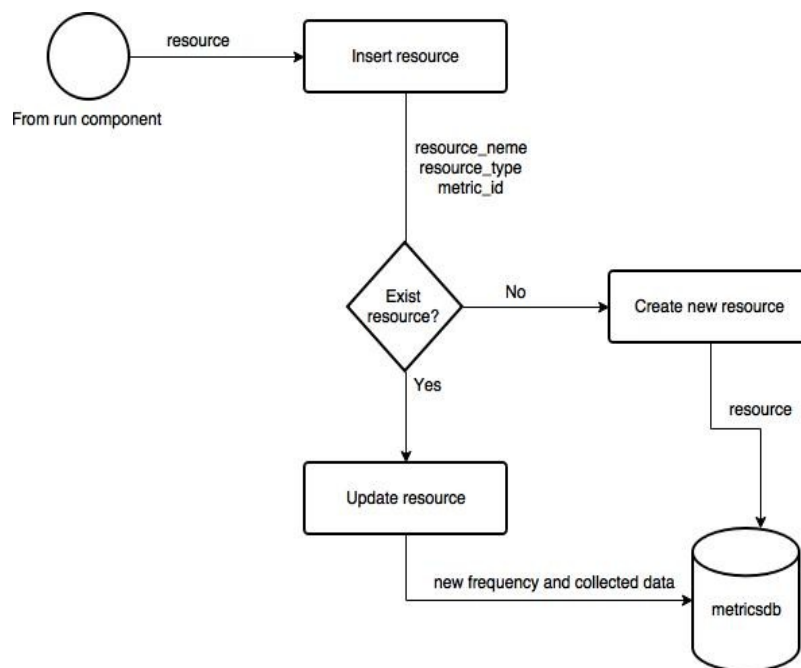 resource
Insert resource
From run component
resource_neme
resource_type
metric_id
Exist
resource?
No
Create new resource
Yes
resource
Update resource
new frequency and collected data
metricsdb